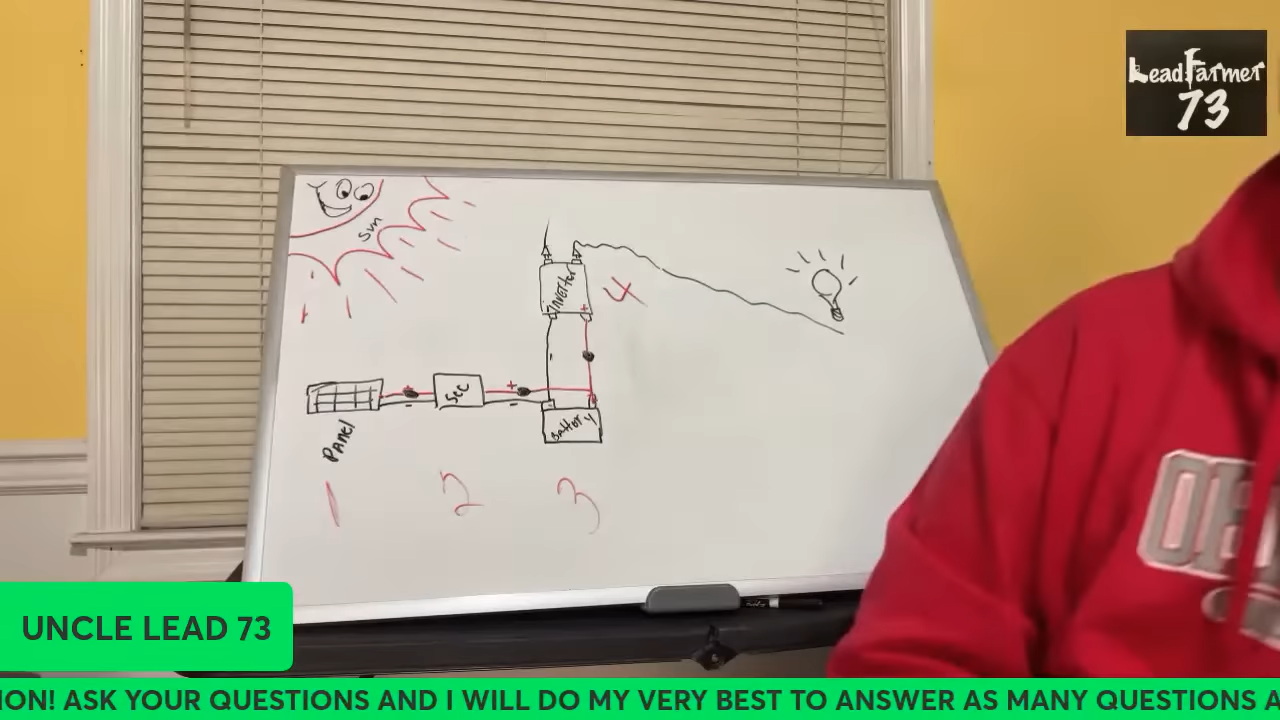 LeadFarmer
73
Sun
Inverter
4
+
-
+
-
+
-
SCC
Battery
Panel
1 2 3
OH
UNCLE LEAD 73
ION! ASK YOUR QUESTIONS AND I WILL DO MY VERY BEST TO ANSWER AS MANY QUESTIONS A